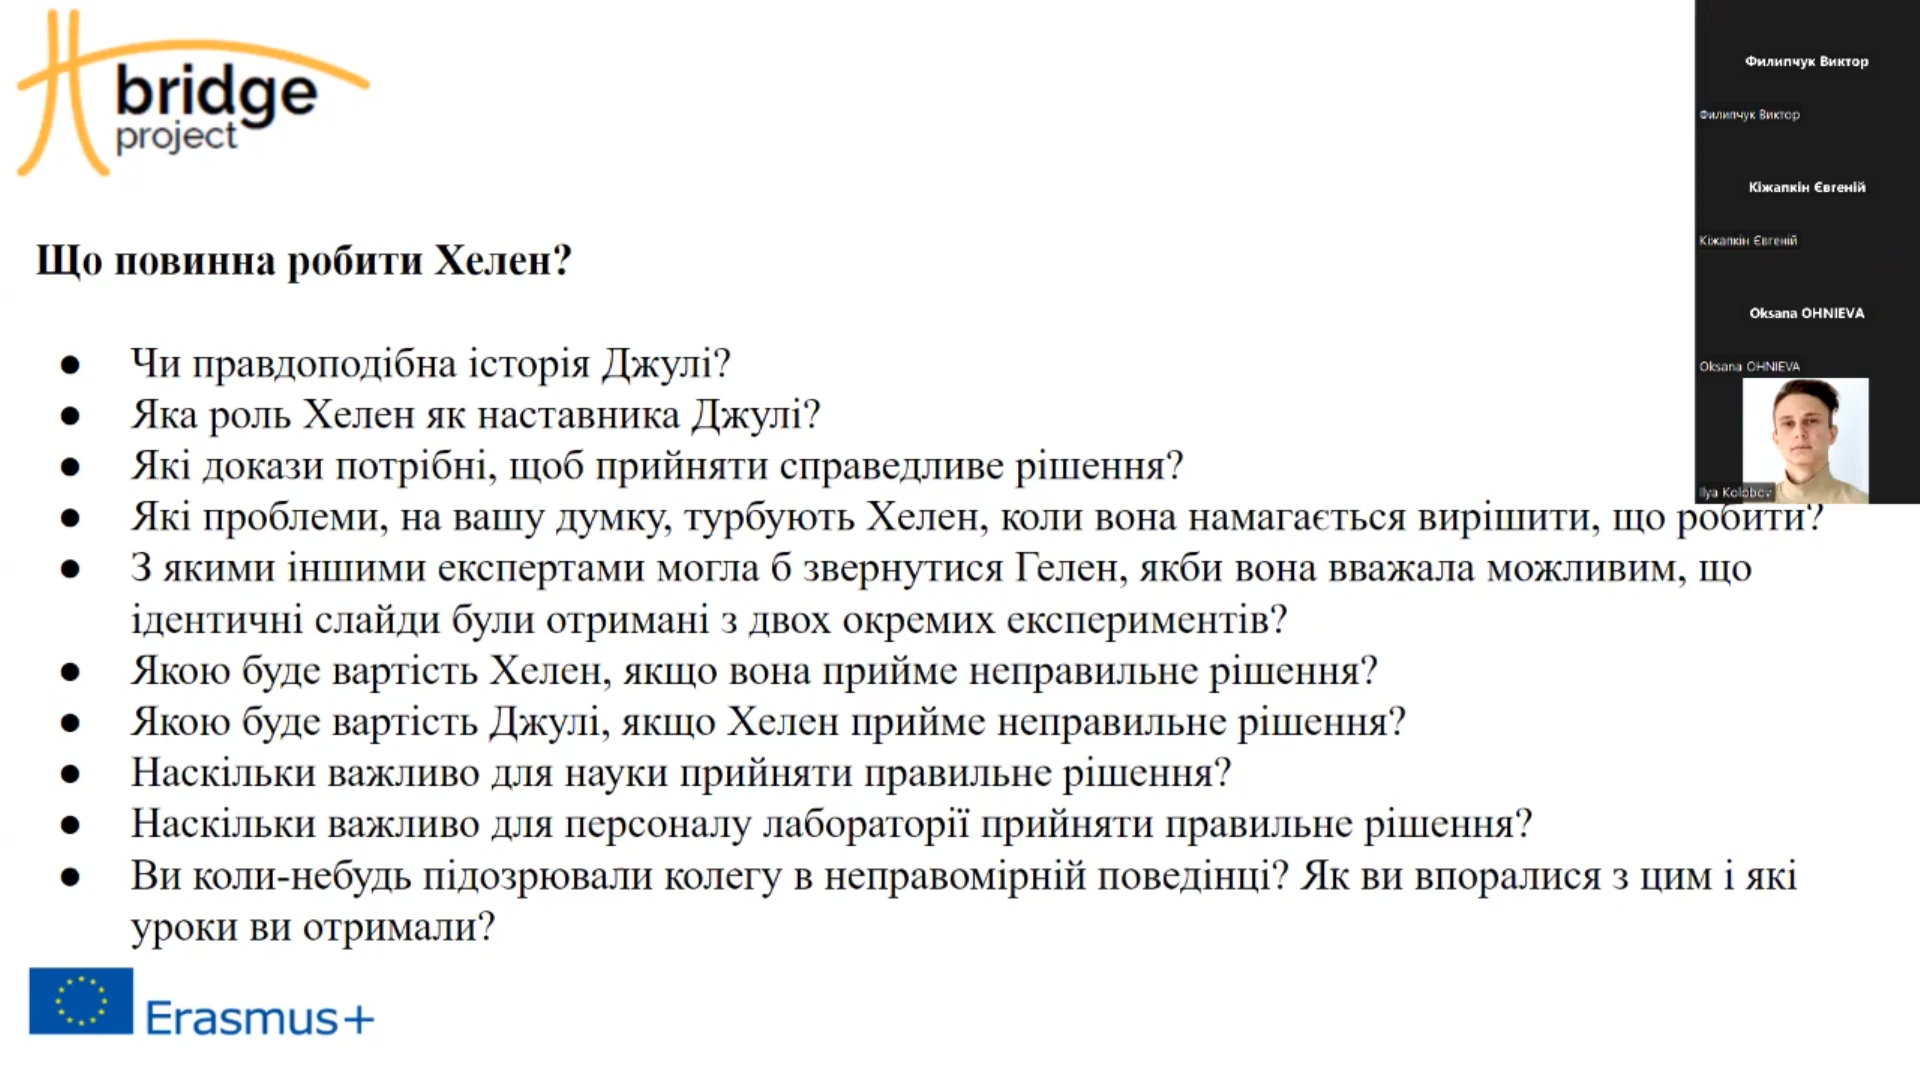 bridge
project
Що повинна робити Хелен?
● Чи правдоподібна історія Джулі?
● Яка роль Хелен як наставника Джулі?
● Які докази потрібні, щоб прийняти справедливе рішення?
● Які проблеми, на вашу думку, турбують Хелен, коли вона намагається вирішити, що робити?
● З якими іншими експертами могла б звернутися Гелен, якби вона вважала можливим, що
ідентичні слайди були отримані з двох окремих експериментів?
● Якою буде вартість Хелен, якщо вона прийме неправильне рішення?
● Якою буде вартість Джулі, якщо Хелен прийме неправильне рішення?
● Наскільки важливо для науки прийняти правильне рішення?
● Наскільки важливо для персоналу лабораторії прийняти правильне рішення?
● Ви коли-небудь підозрювали колегу в неправомірній поведінці? Як ви впоралися з цим і які
уроки ви отримали?
Erasmus+
Филипчук Виктор
Филипчук Виктор
Кіжапкін Євгеній
Кіжапкін Євгеній
Oksana OHNIEVA
Oksana OHNIEVA
Ilya Kolobov